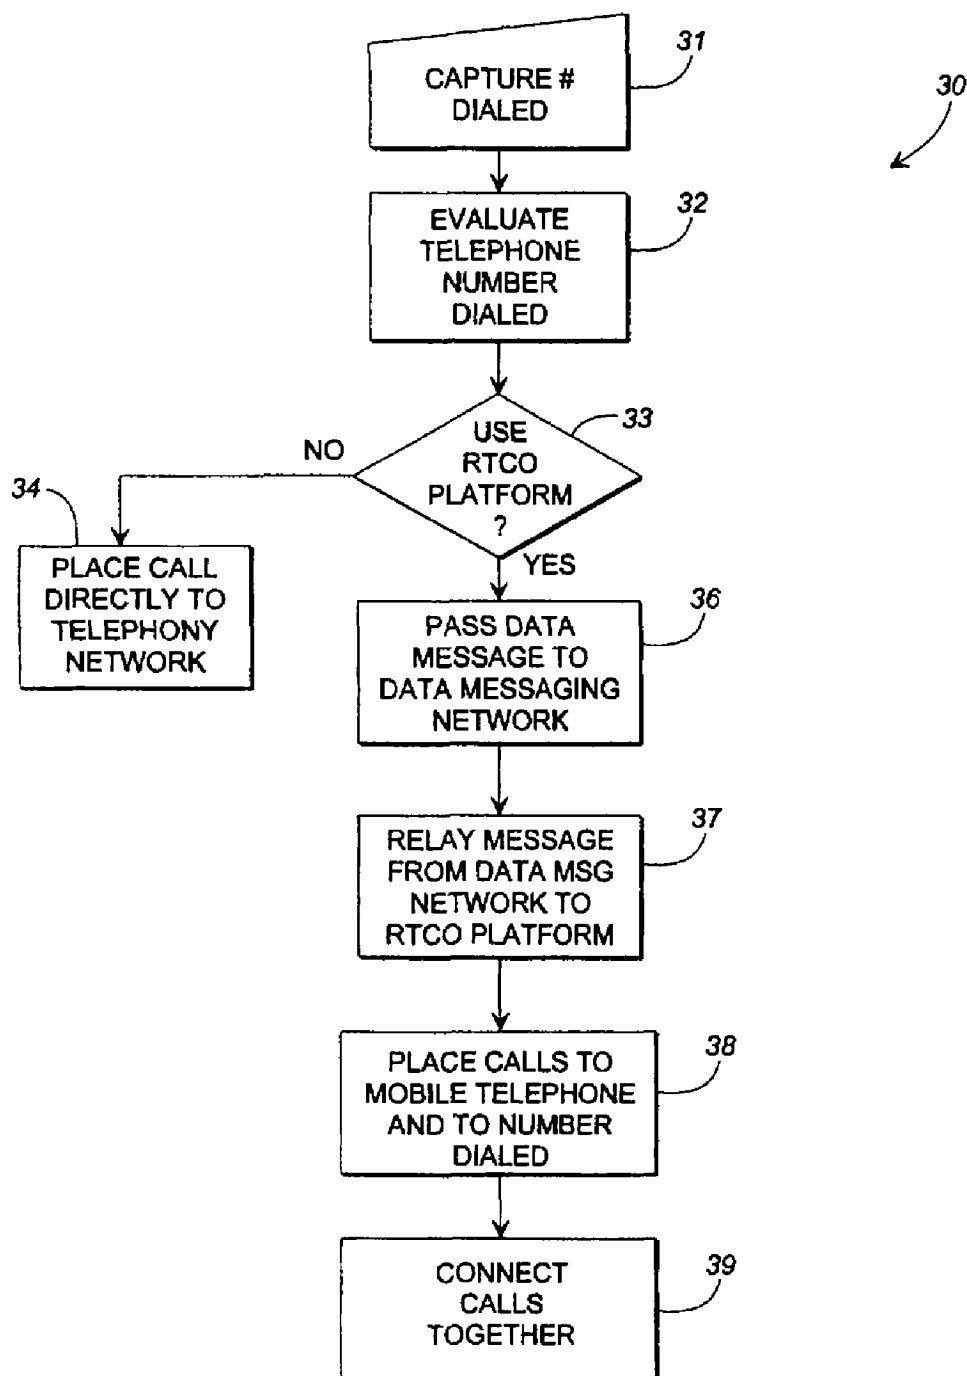 CAPTURE #
DIALED
31
30
EVALUATE
TELEPHONE
NUMBER
DIALED
32
USE
RTCO
PLATFORM
?
33
NO
34
PLACE CALL
DIRECTLY TO
TELEPHONY
NETWORK
YES
PASS DATA
MESSAGE TO
DATA MESSAGING
NETWORK
36
RELAY MESSAGE
FROM DATA MSG
NETWORK TO
RTCO PLATFORM
37
PLACE CALLS TO
MOBILE TELEPHONE
AND TO NUMBER
DIALED
38
CONNECT
CALLS
TOGETHER
39